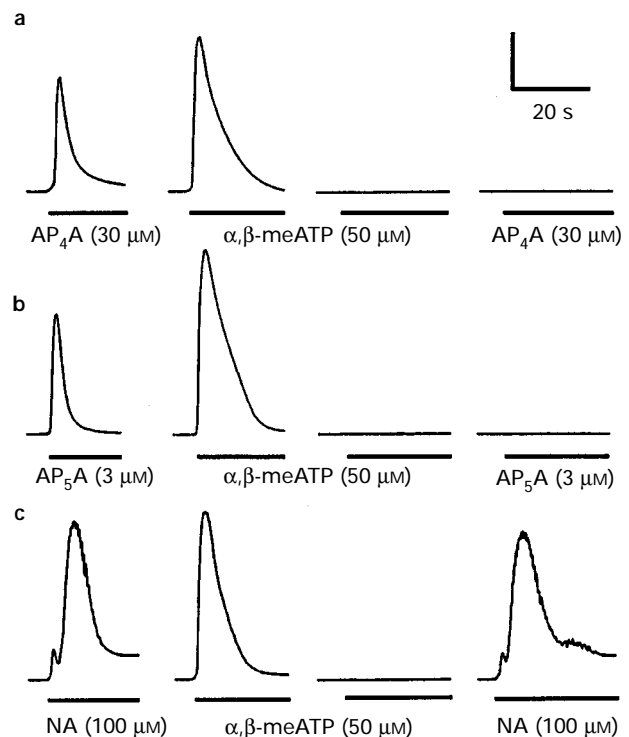 a
20 s
AP₄A (30 μM) α,β-meATP (50 μM) AP₄A (30 μM)
b
AP₅A (3 μM) α,β-meATP (50 μM) AP₅A (3 μM)
c
NA (100 μM) α,β-meATP (50 μM) NA (100 μM)